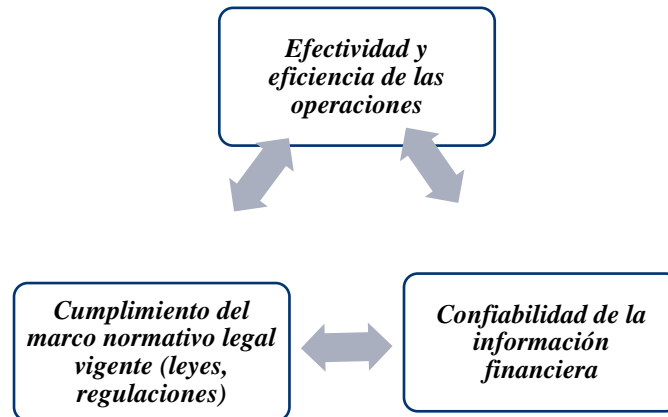 Efectividad y
eficiencia de las
operaciones
Cumplimiento del
marco normativo legal
vigente (leyes,
regulaciones)
Confiabilidad de la
información
financiera